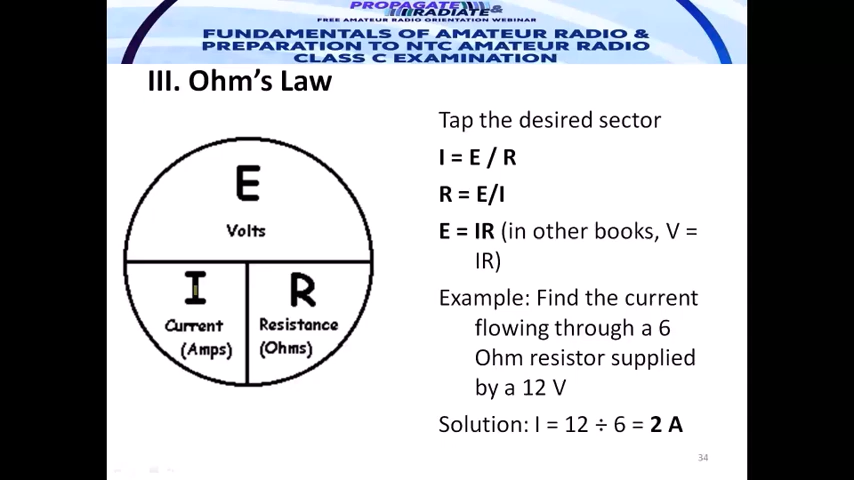 PROPAGATE &
RADIATE
FREE AMATEUR RADIO ORIENTATION WEBINAR
FUNDAMENTALS OF AMATEUR RADIO &
PREPARATION TO NTC AMATEUR RADIO
CLASS C EXAMINATION
III. Ohm's Law
E
Volts
I
Current
(Amps)
R
Resistance
(Ohms)
Tap the desired sector
I = E / R
R = E/I
E = IR (in other books, V =
IR)
Example: Find the current
flowing through a 6
Ohm resistor supplied
by a 12 V
Solution: I = 12 ÷ 6 = 2 A
34